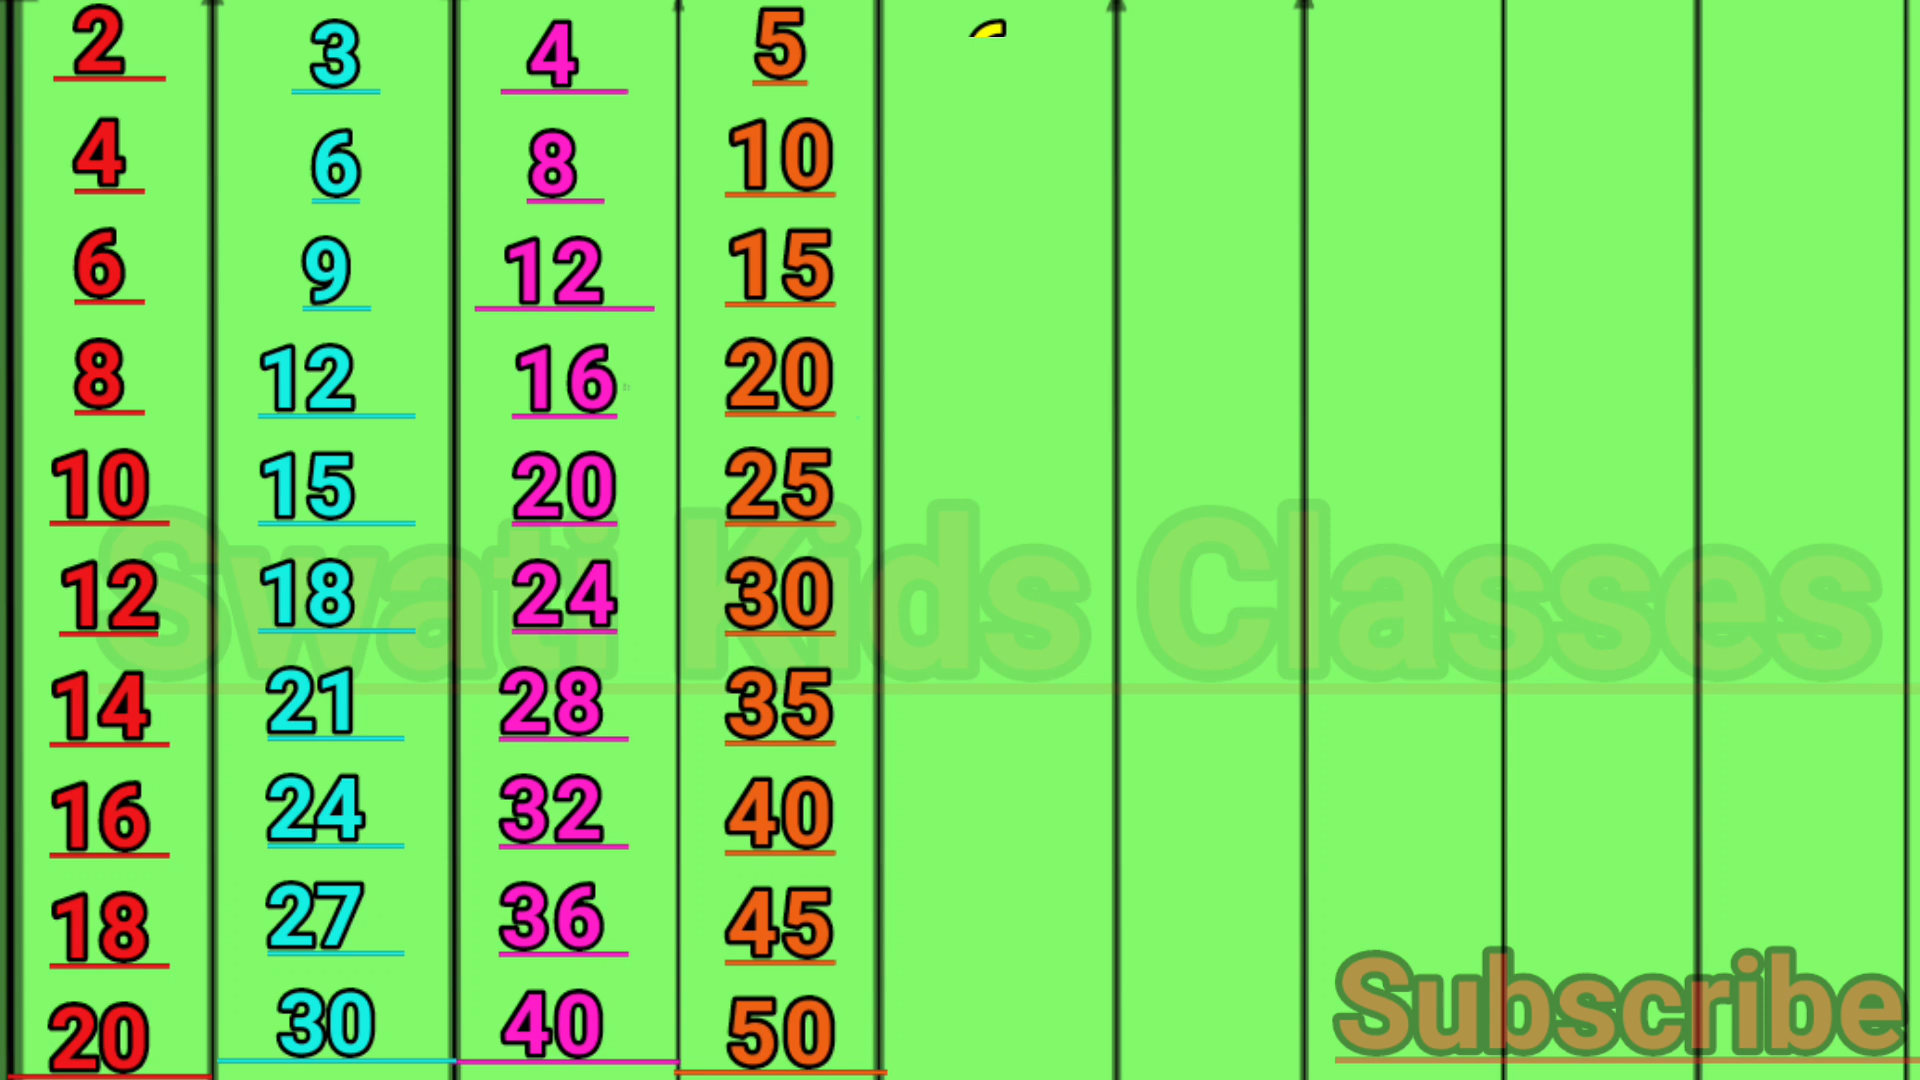 2 3 4 5
4 6 8 10
6 9 12 15
8 12 16 20
10 15 20 25
12 18 24 30
14 21 28 35
16 24 32 40
18 27 36 45
20 30 40 50
Swati Kids Classes
Subscribe